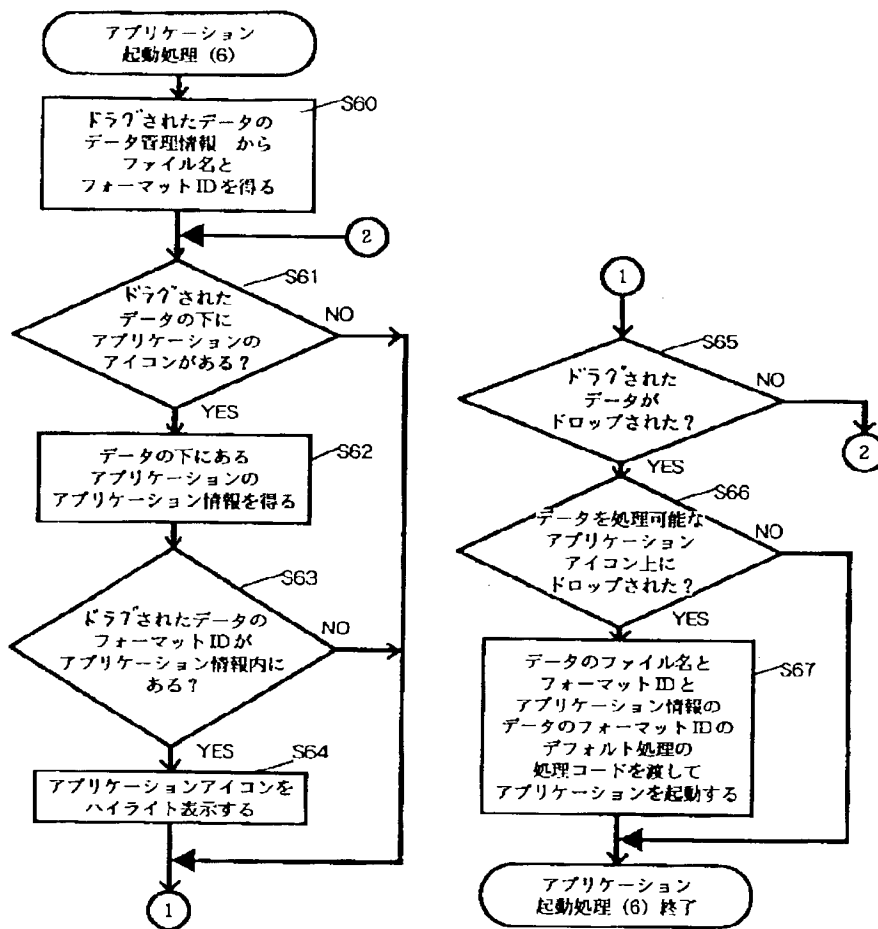 アプリケーション
起動処理 (6)
S60
ドラグされたデータの
データ管理情報 から
ファイル名と
フォーマットIDを得る
2
S61
ドラグされた
データの下に
アプリケーションの
アイコンがある？
NO
YES
S62
データの下にある
アプリケーションの
アプリケーション情報を得る
S63
ドラグされたデータの
フォーマットIDが
アプリケーション情報内に
ある？
NO
YES
S64
アプリケーションアイコンを
ハイライト表示する
1
1
S65
ドラグされた
データが
ドロップされた？
NO
2
YES
S66
データを処理可能な
アプリケーション
アイコン上に
ドロップされた？
NO
YES
S67
データのファイル名と
フォーマットIDと
アプリケーション情報の
データのフォーマットIDの
デフォルト処理の
処理コードを渡して
アプリケーションを起動する
アプリケーション
起動処理 (6) 終了